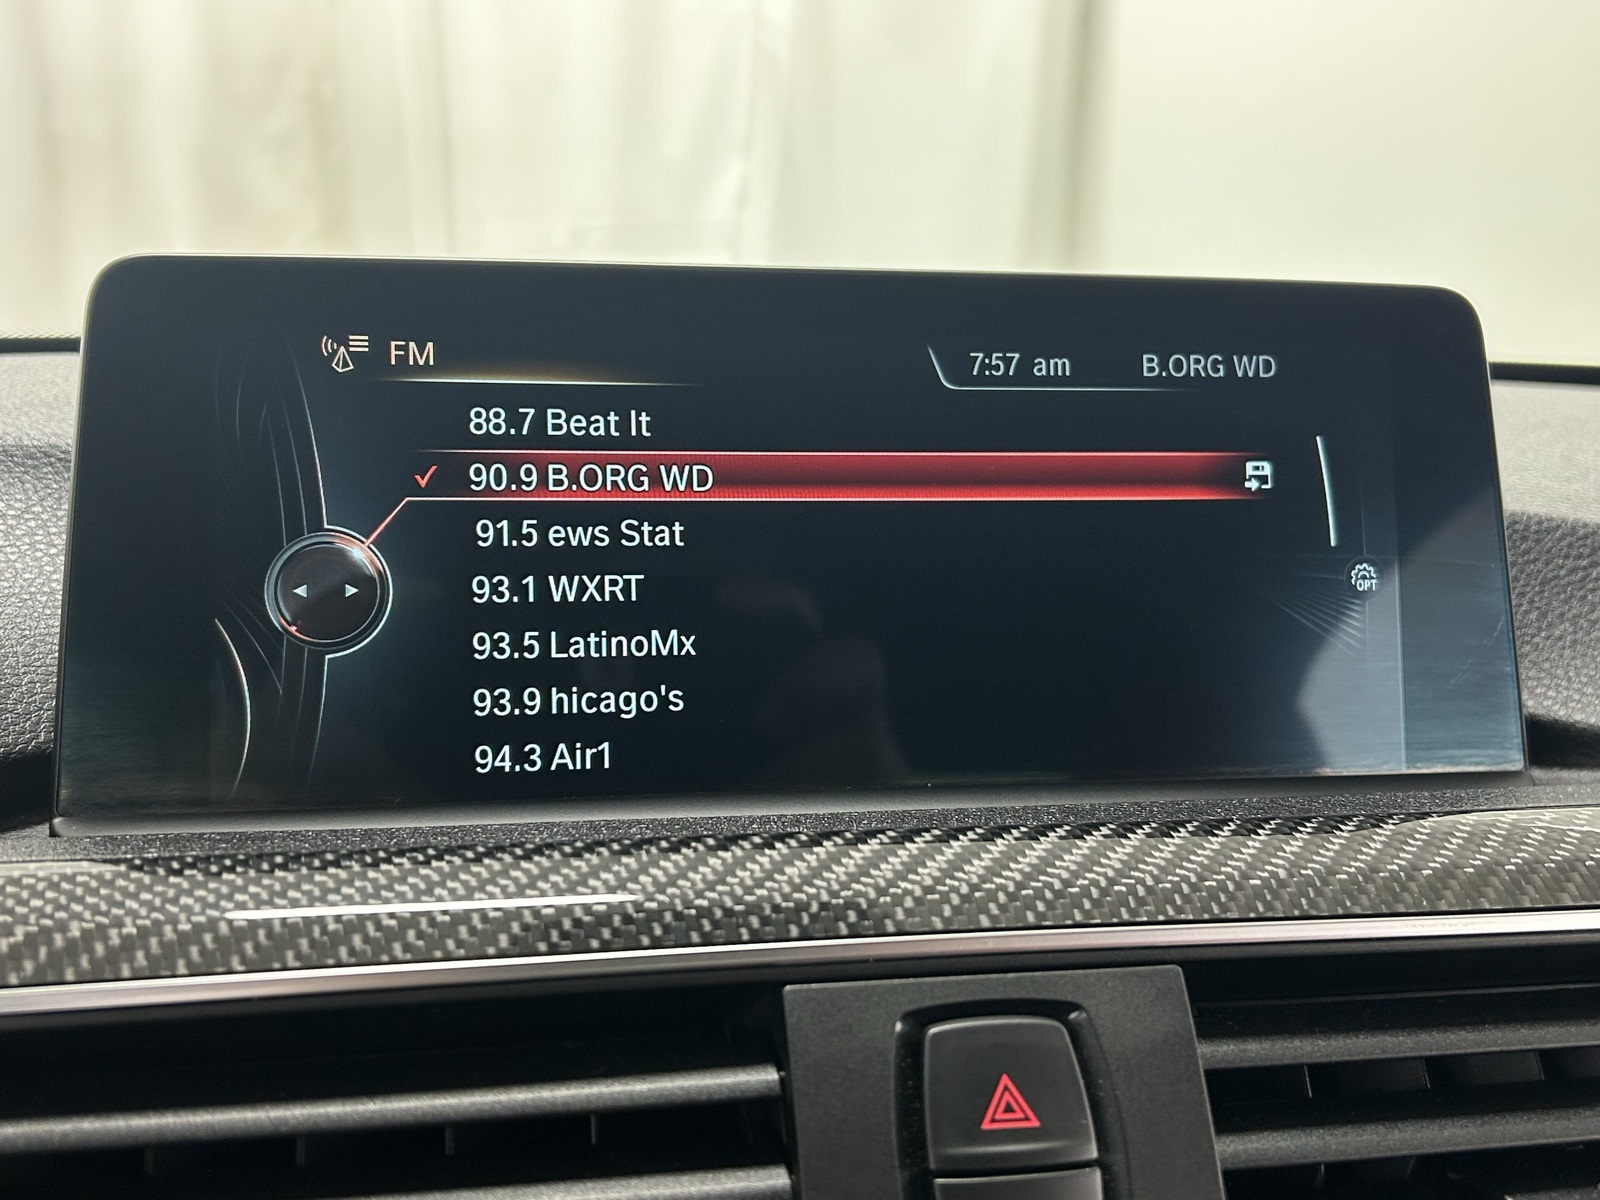 FM
7:57 am B.ORG WD
88.7 Beat It
90.9 B.ORG WD
91.5 ews Stat
93.1 WXRT
93.5 LatinoMx
93.9 hicago's
94.3 Air1
OPT